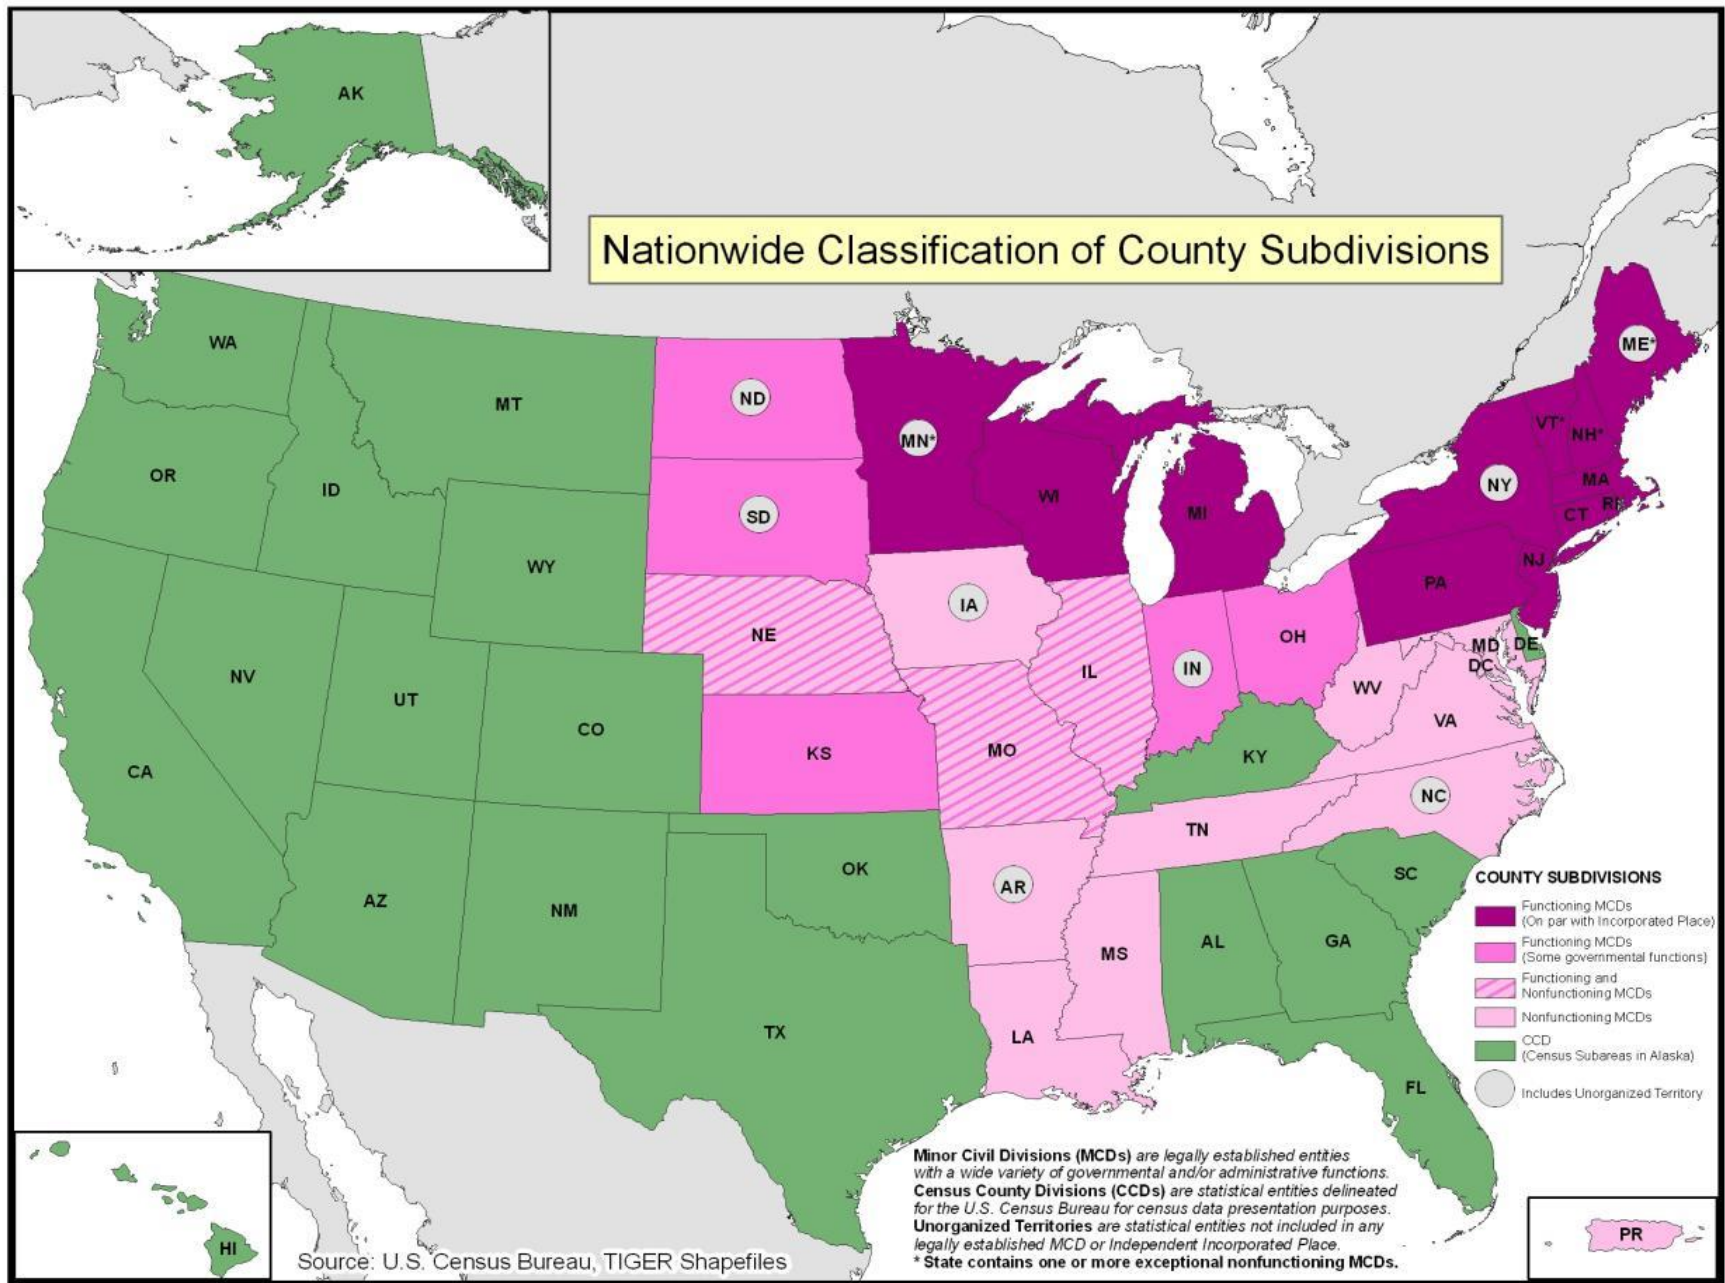 AK
Nationwide Classification of County Subdivisions
WA
MT
ND
MN*
ME*
VT*
NH*
OR
ID
SD
WI
MI
NY
MA
RI
CT
WY
NE
IA
IL
IN
OH
PA
NJ
MD
DE
DC
NV
UT
CO
KS
MO
KY
WV
VA
CA
AZ
NM
OK
AR
TN
NC
SC
MS
AL
GA
TX
LA
FL
HI
PR
COUNTY SUBDIVISIONS
Functioning MCDs
(On par with Incorporated Place)
Functioning MCDs
(Some governmental functions)
Functioning and
Nonfunctioning MCDs
Nonfunctioning MCDs
CCD
(Census Subareas in Alaska)
Includes Unorganized Territory
Minor Civil Divisions (MCDs) are legally established entities
with a wide variety of governmental and/or administrative functions.
Census County Divisions (CCDs) are statistical entities delineated
for the U.S. Census Bureau for census data presentation purposes.
Unorganized Territories are statistical entities not included in any
legally established MCD or Independent Incorporated Place.
* State contains one or more exceptional nonfunctioning MCDs.
Source: U.S. Census Bureau, TIGER Shapefiles